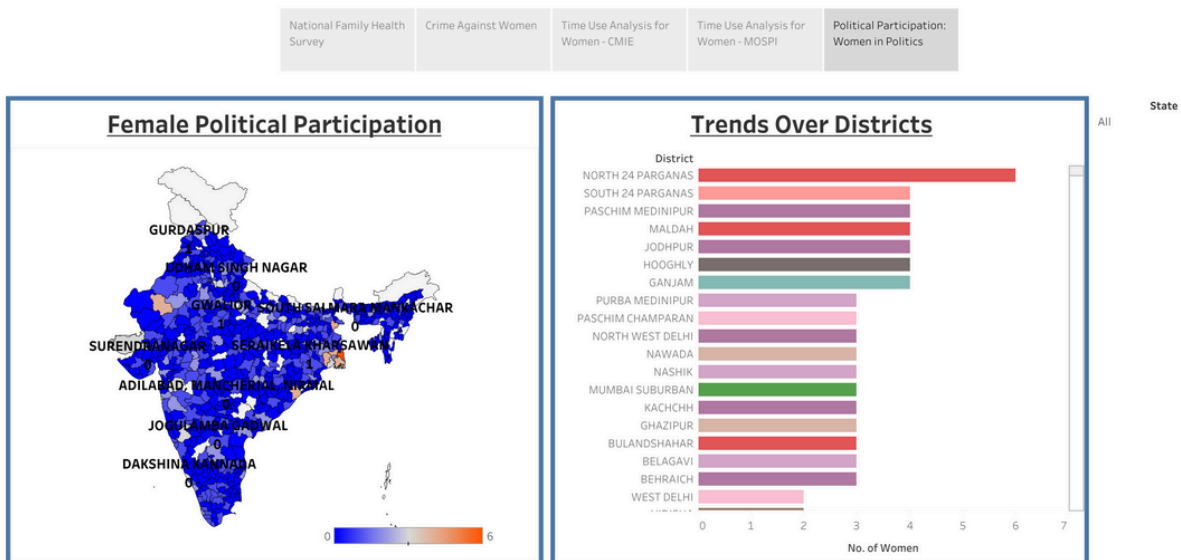 National Family Health
Survey
Crime Against Women
Time Use Analysis for
Women - CMIE
Time Use Analysis for
Women - MOSPI
Political Participation:
Women in Politics
Female Political Participation
GURDASPUR
1
UDHAM SINGH NAGAR
0
GWALIOR
1
SOUTH SALMARA MANKACHAR
0
SURENDRANAGAR
0
SERAIKELA KHARSAWAN
1
ADILABAD, MANCHERIAL, NIRMAL
0
JOGULAMBA GADWAL
0
DAKSHINA KANNADA
0
0
6
Trends Over Districts
District
NORTH 24 PARGANAS
SOUTH 24 PARGANAS
PASCHIM MEDINIPUR
MALDAH
JODHPUR
HOOGHLY
GANJAM
PURBA MEDINIPUR
PASCHIM CHAMPARAN
NORTH WEST DELHI
NAWADA
NASHIK
MUMBAI SUBURBAN
KACHCHH
GHAZIPUR
BULANDSHAHAR
BELAGAVI
BEHRAICH
WEST DELHI
0 1 2 3 4 5 6 7
No. of Women
State
All